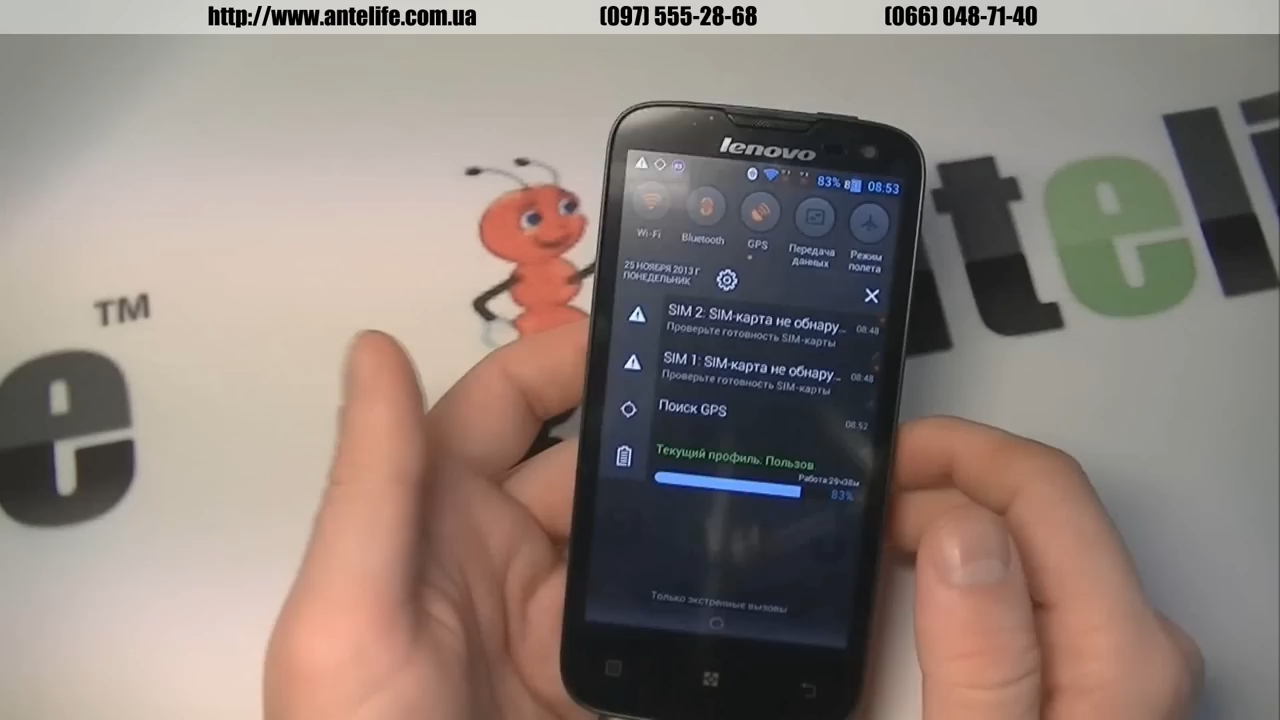 http://www.antelife.com.ua (097) 555-28-68 (066) 048-71-40
lenovo
83% 08:53
Wi-Fi Bluetooth GPS Передача данных Режим полета
25 НОЯБРЯ 2013 Г
ПОНЕДЕЛЬНИК
SIM 2: SIM-карта не обнару... 08:48
Проверьте готовность SIM-карты
SIM 1: SIM-карта не обнару... 08:48
Проверьте готовность SIM-карты
Поиск GPS 08:52
Текущий профиль: Пользов
Работа:29ч38м
83%
Только экстренные вызовы
TM
e
teli